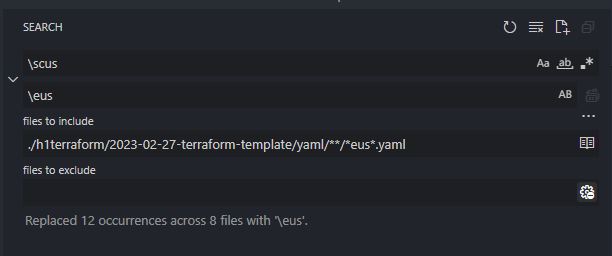 SEARCH
\scus
Aa ab .*
\eus
AB
files to include
./h1terraform/2023-02-27-terraform-template/yaml/**/*eus*.yaml
files to exclude
Replaced 12 occurrences across 8 files with '\eus'.